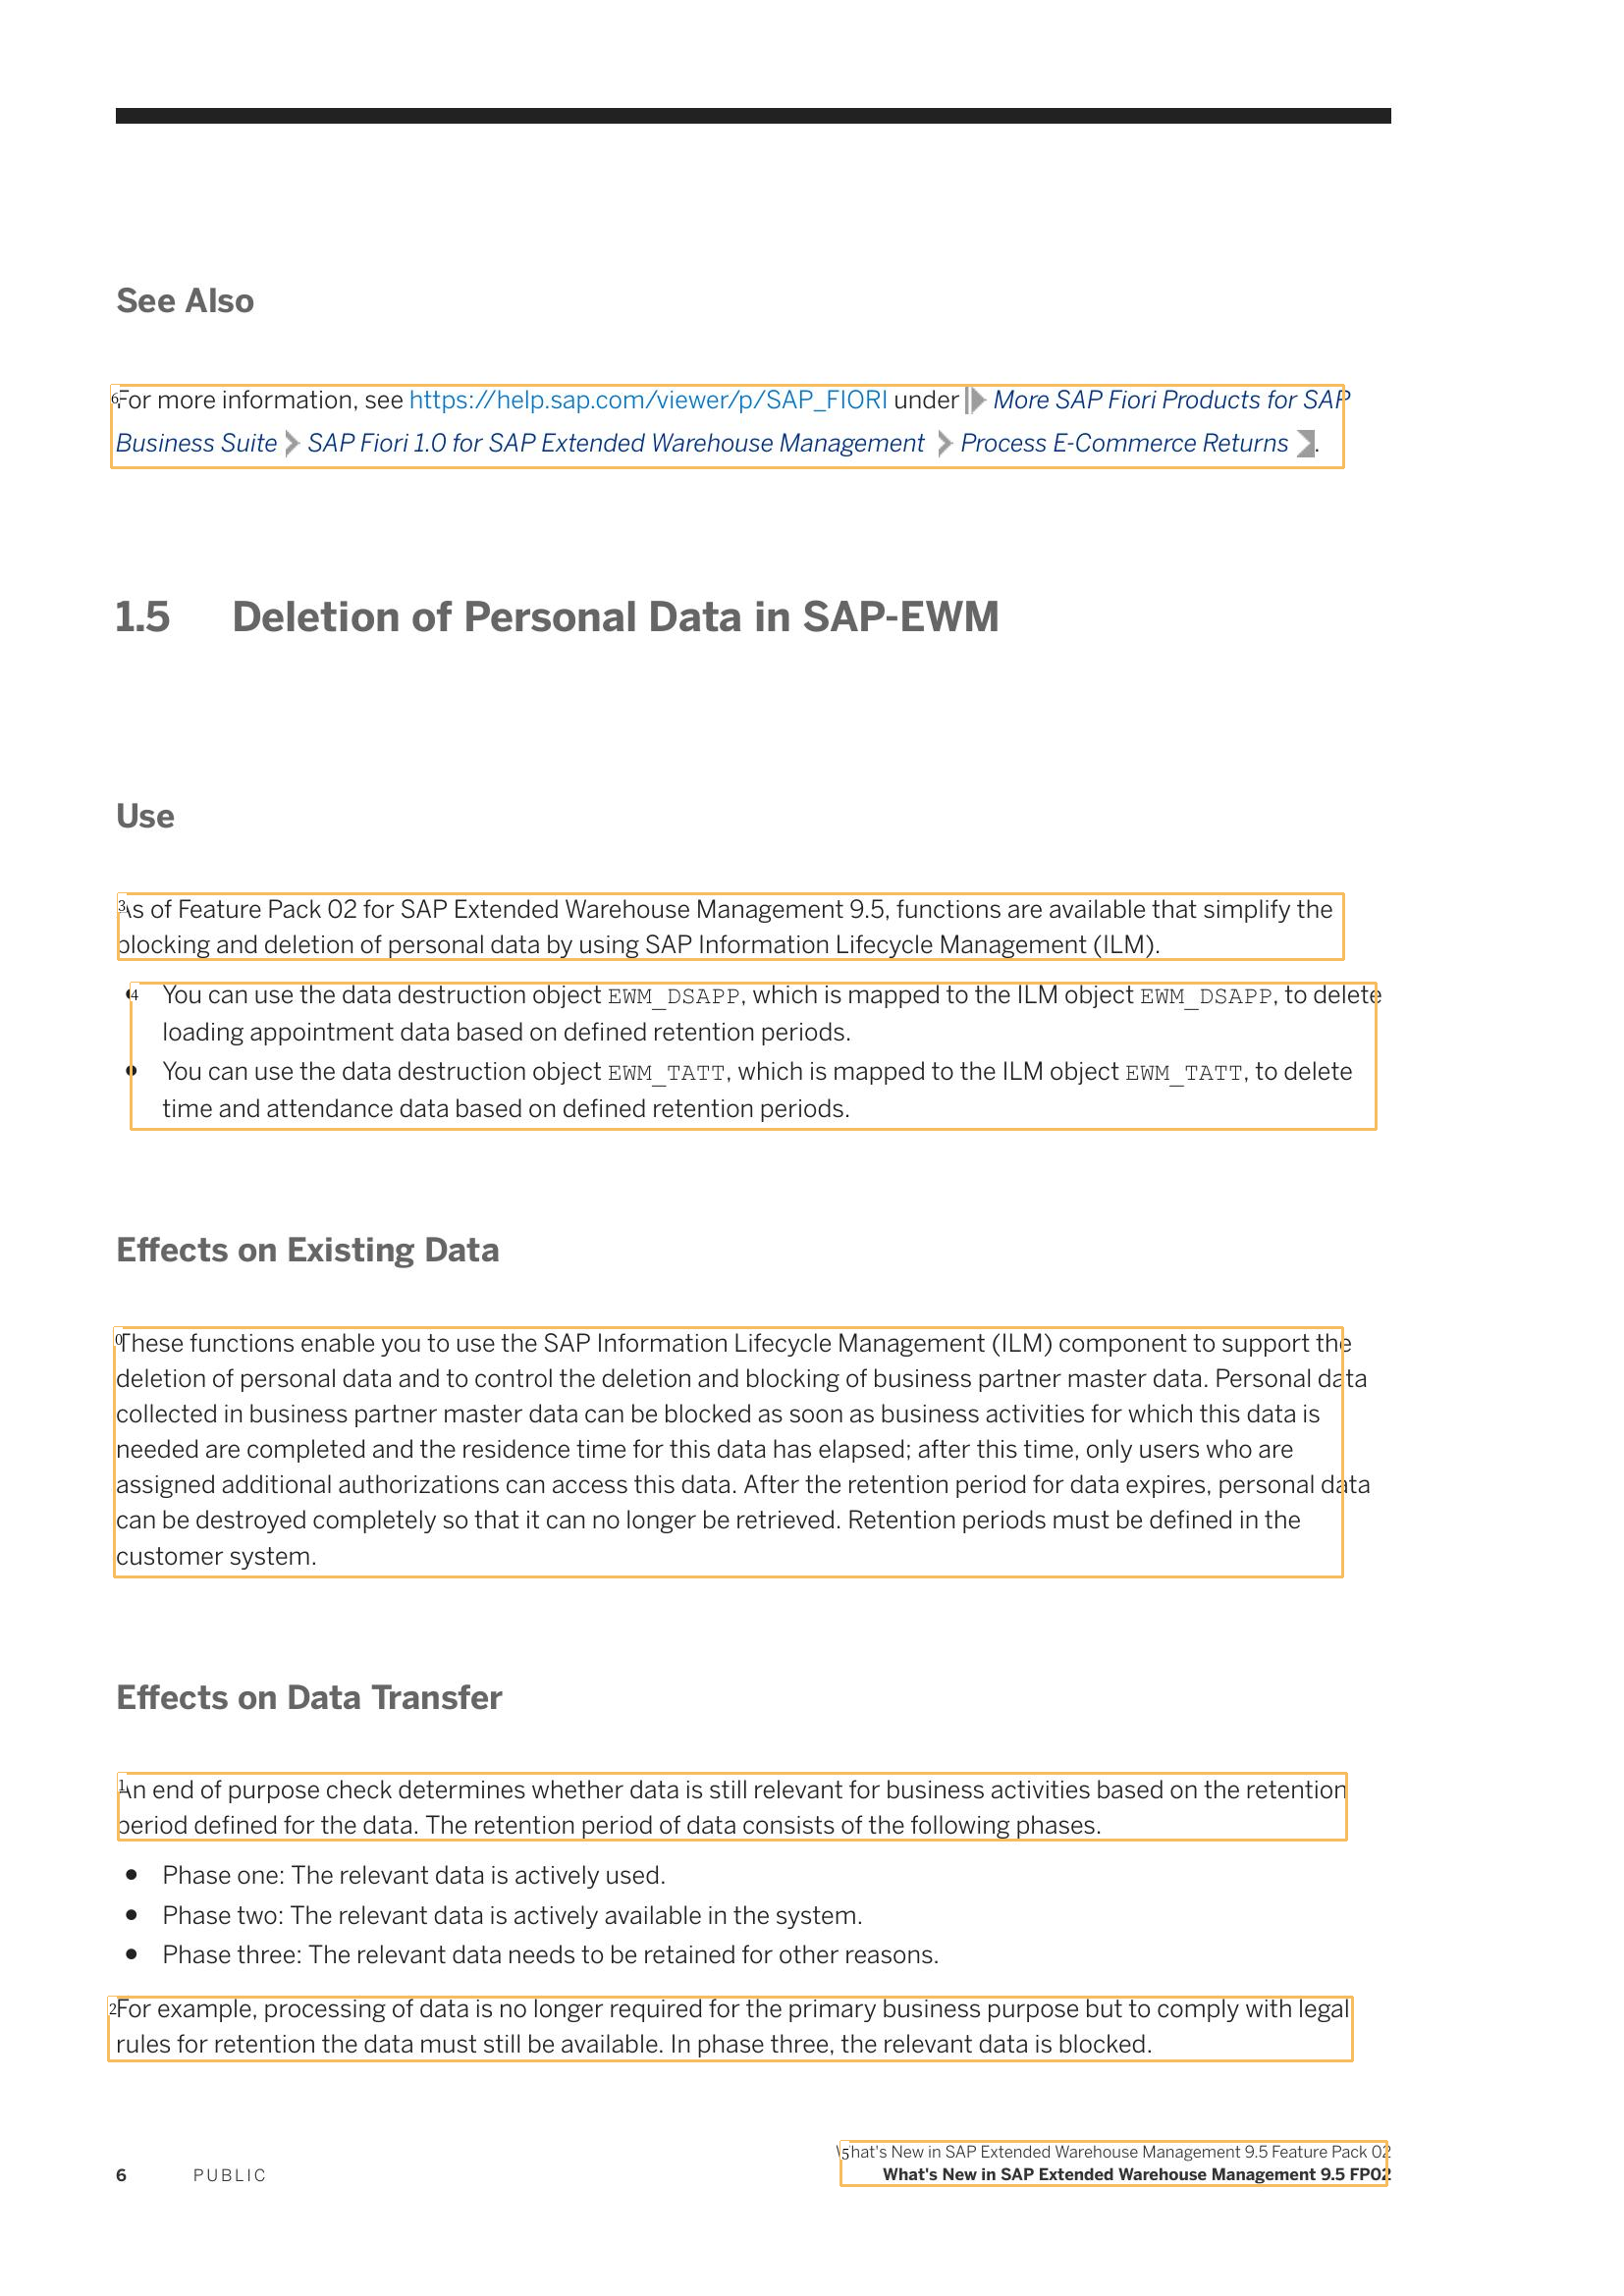 See Also
For more information, see https://help.sap.com/viewer/p/SAP_FIORI under More SAP Fiori Products for SAP
Business Suite SAP Fiori 1.0 for SAP Extended Warehouse Management Process E-Commerce Returns .
1.5 Deletion of Personal Data in SAP-EWM
Use
As of Feature Pack 02 for SAP Extended Warehouse Management 9.5, functions are available that simplify the
blocking and deletion of personal data by using SAP Information Lifecycle Management (ILM).
• You can use the data destruction object EWM_DSAPP, which is mapped to the ILM object EWM_DSAPP, to delete
loading appointment data based on defined retention periods.
• You can use the data destruction object EWM_TATT, which is mapped to the ILM object EWM_TATT, to delete
time and attendance data based on defined retention periods.
Effects on Existing Data
These functions enable you to use the SAP Information Lifecycle Management (ILM) component to support the
deletion of personal data and to control the deletion and blocking of business partner master data. Personal data
collected in business partner master data can be blocked as soon as business activities for which this data is
needed are completed and the residence time for this data has elapsed; after this time, only users who are
assigned additional authorizations can access this data. After the retention period for data expires, personal data
can be destroyed completely so that it can no longer be retrieved. Retention periods must be defined in the
customer system.
Effects on Data Transfer
An end of purpose check determines whether data is still relevant for business activities based on the retention
period defined for the data. The retention period of data consists of the following phases.
• Phase one: The relevant data is actively used.
• Phase two: The relevant data is actively available in the system.
• Phase three: The relevant data needs to be retained for other reasons.
For example, processing of data is no longer required for the primary business purpose but to comply with legal
rules for retention the data must still be available. In phase three, the relevant data is blocked.
What's New in SAP Extended Warehouse Management 9.5 Feature Pack 02
6 PUBLIC What's New in SAP Extended Warehouse Management 9.5 FP02